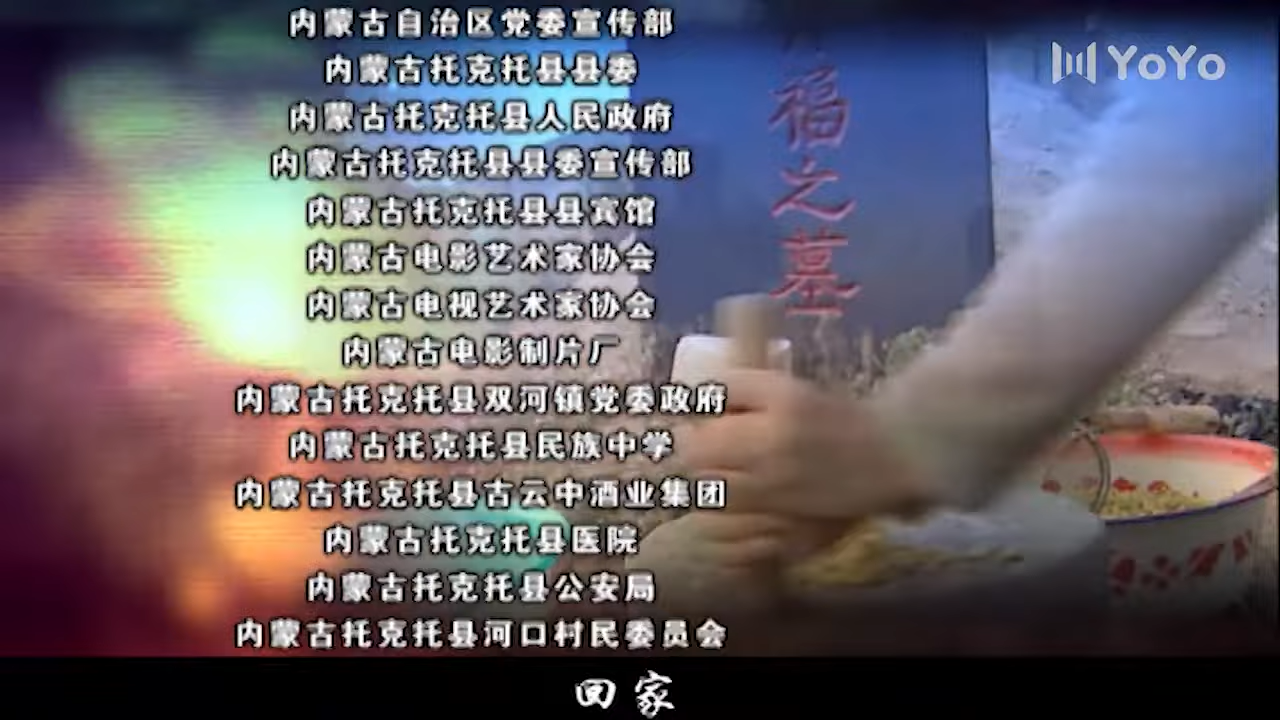 内蒙古自治区党委宣传部
内蒙古托克托县县委
内蒙古托克托县人民政府
内蒙古托克托县县委宣传部
内蒙古托克托县县宾馆
内蒙古电影艺术家协会
内蒙古电视艺术家协会
内蒙古电影制片厂
内蒙古托克托县双河镇党委政府
内蒙古托克托县民族中学
内蒙古托克托县古云中酒业集团
内蒙古托克托县医院
内蒙古托克托县公安局
内蒙古托克托县河口村民委员会
YoYo
福之墓
回家